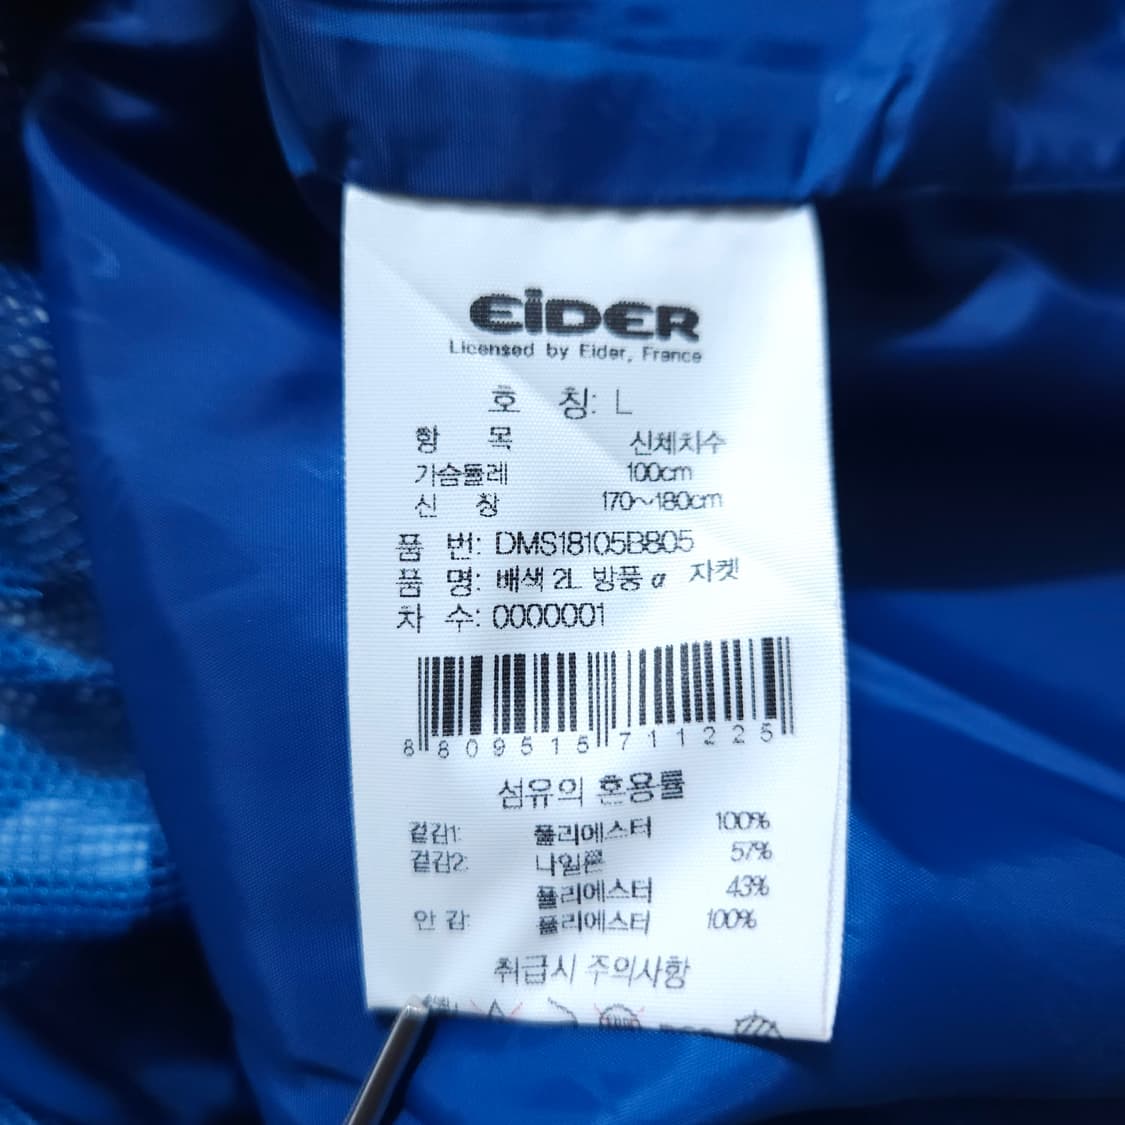 EiDER
Licensed by Eider, France
호 칭: L
항 목 신체치수
가슴둘레 100cm
신 장 170~180cm
품 번: DMS18105B805
품 명: 배색 2L 방풍 α 자켓
차 수: 0000001
8 809515 711225
섬유의 혼용률
겉감1: 폴리에스터 100%
겉감2: 나일론 57%
폴리에스터 43%
안 감: 폴리에스터 100%
취급시 주의사항